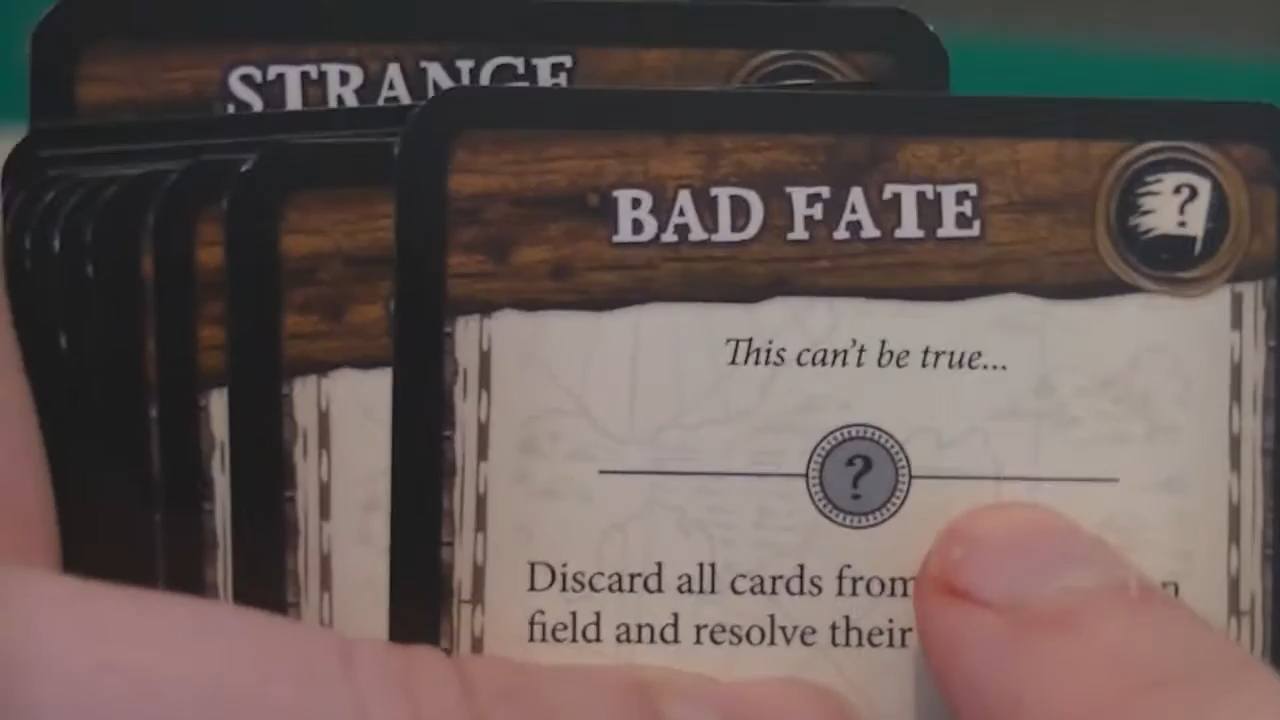 STRANGE
BAD FATE
?
This can't be true...
?
Discard all cards from
field and resolve their